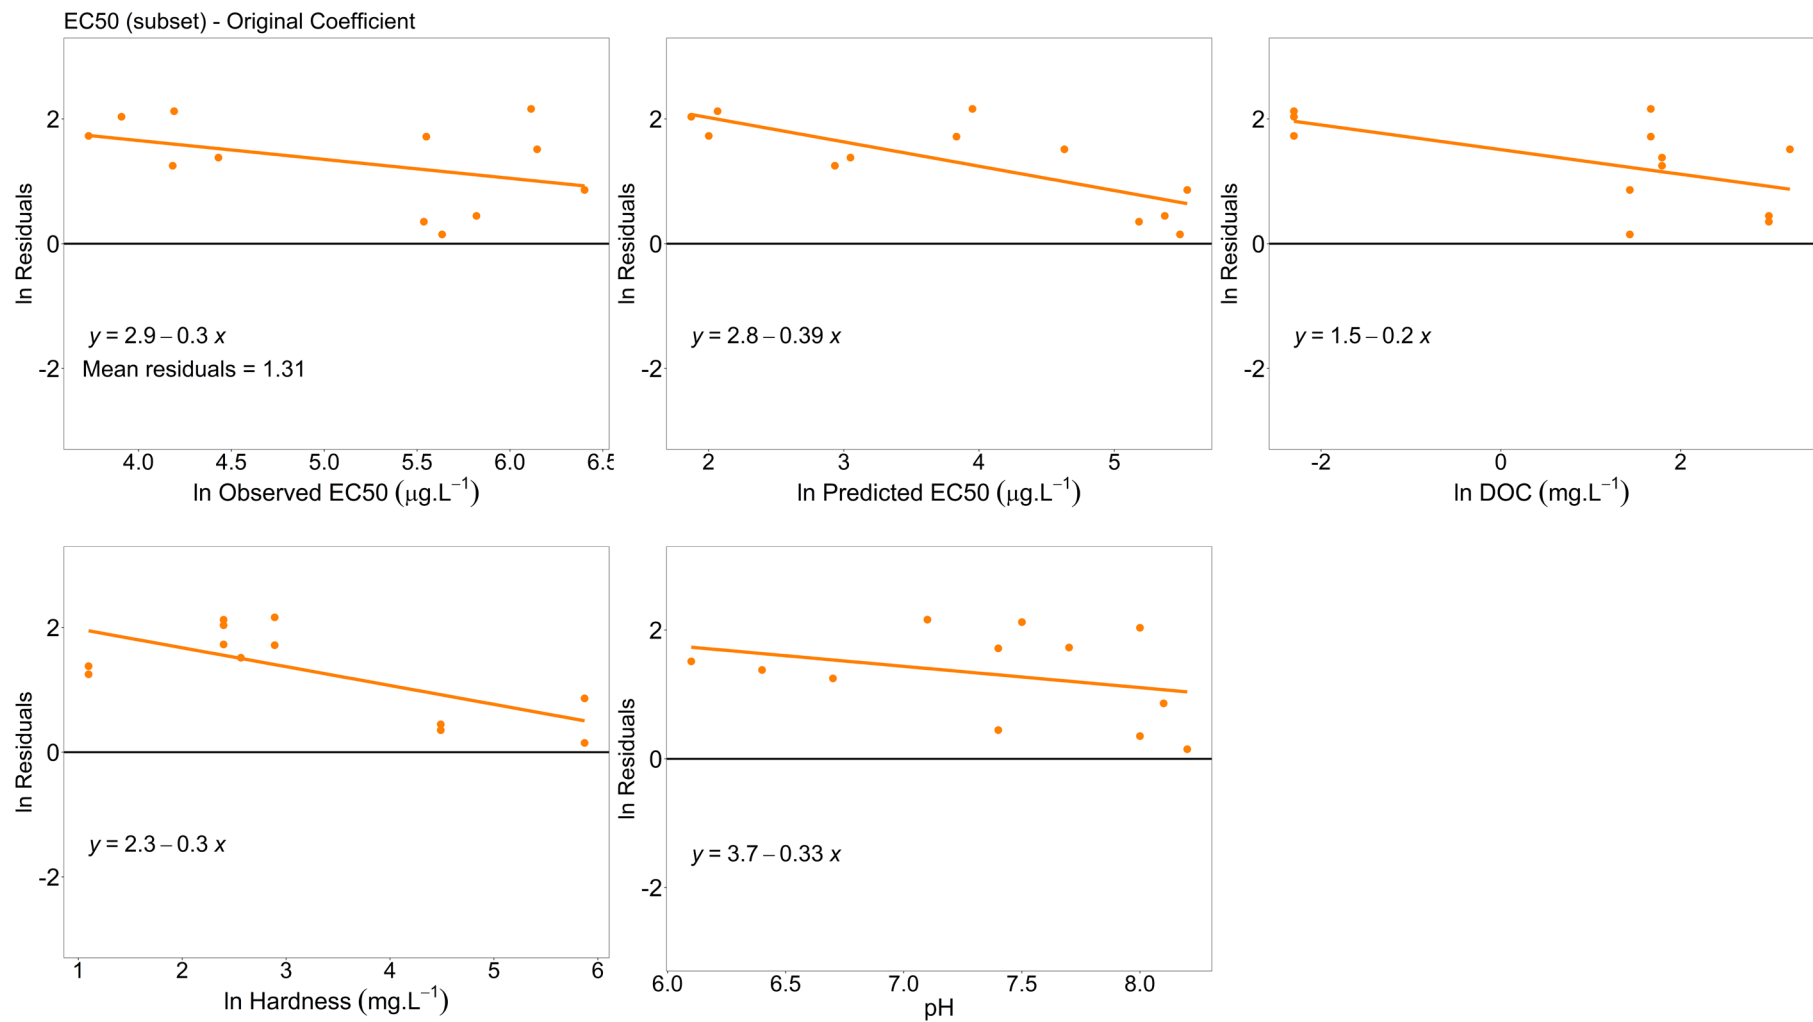 EC50 (subset) - Original Coefficient
ln Residuals
2
0
-2
y = 2.9 – 0.3 x
Mean residuals = 1.31
4.0 4.5 5.0 5.5 6.0 6.5
ln Observed EC50 (μg.L⁻¹)
ln Residuals
2
0
-2
y = 2.8 – 0.39 x
2 3 4 5
ln Predicted EC50 (μg.L⁻¹)
ln Residuals
2
0
-2
y = 1.5 – 0.2 x
-2 0 2
ln DOC (mg.L⁻¹)
ln Residuals
2
0
-2
y = 2.3 – 0.3 x
1 2 3 4 5 6
ln Hardness (mg.L⁻¹)
ln Residuals
2
0
-2
y = 3.7 – 0.33 x
6.0 6.5 7.0 7.5 8.0
pH